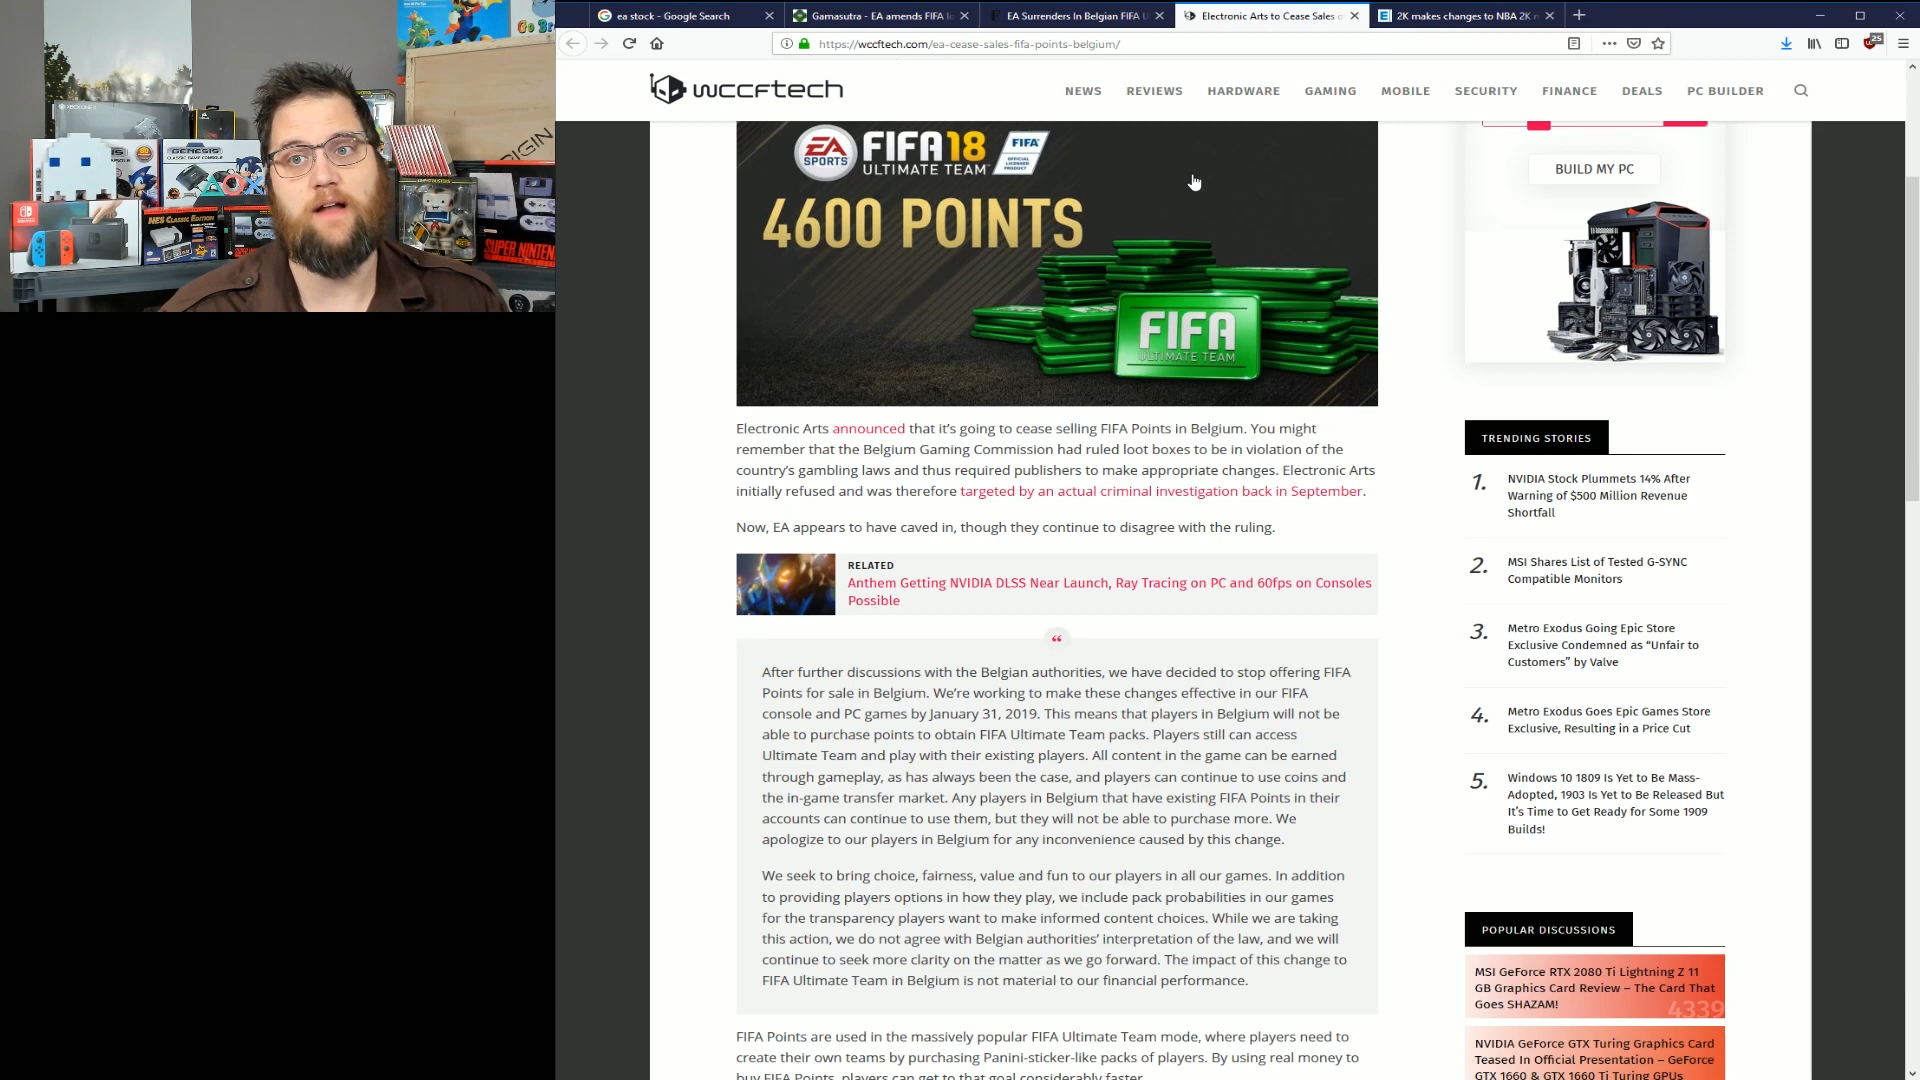 ea stock - Google Search
Gamasutra - EA amends FIFA lo
EA Surrenders In Belgian FIFA U
Electronic Arts to Cease Sales o
2K makes changes to NBA 2K m
https://wccftech.com/ea-cease-sales-fifa-points-belgium/
25
wccftech
NEWS REVIEWS HARDWARE GAMING MOBILE SECURITY FINANCE DEALS PC BUILDER
XBOX ONE X
GENESIS
CLASSIC GAME CONSOLE
NES CLASSIC EDITION
SUPER NINTEN
ORIGIN
EA SPORTS
FIFA 18
ULTIMATE TEAM
FIFA
OFFICIAL LICENSED PRODUCT
4600 POINTS
FIFA
ULTIMATE TEAM
BUILD MY PC
Electronic Arts announced that it's going to cease selling FIFA Points in Belgium. You might
remember that the Belgium Gaming Commission had ruled loot boxes to be in violation of the
country's gambling laws and thus required publishers to make appropriate changes. Electronic Arts
initially refused and was therefore targeted by an actual criminal investigation back in September.
Now, EA appears to have caved in, though they continue to disagree with the ruling.
RELATED
Anthem Getting NVIDIA DLSS Near Launch, Ray Tracing on PC and 60fps on Consoles
Possible
“
After further discussions with the Belgian authorities, we have decided to stop offering FIFA
Points for sale in Belgium. We're working to make these changes effective in our FIFA
console and PC games by January 31, 2019. This means that players in Belgium will not be
able to purchase points to obtain FIFA Ultimate Team packs. Players still can access
Ultimate Team and play with their existing players. All content in the game can be earned
through gameplay, as has always been the case, and players can continue to use coins and
the in-game transfer market. Any players in Belgium that have existing FIFA Points in their
accounts can continue to use them, but they will not be able to purchase more. We
apologize to our players in Belgium for any inconvenience caused by this change.
We seek to bring choice, fairness, value and fun to our players in all our games. In addition
to providing players options in how they play, we include pack probabilities in our games
for the transparency players want to make informed content choices. While we are taking
this action, we do not agree with Belgian authorities' interpretation of the law, and we will
continue to seek more clarity on the matter as we go forward. The impact of this change to
FIFA Ultimate Team in Belgium is not material to our financial performance.
FIFA Points are used in the massively popular FIFA Ultimate Team mode, where players need to
create their own teams by purchasing Panini-sticker-like packs of players. By using real money to
buy FIFA Points, players can get to that goal considerably faster.
TRENDING STORIES
1. NVIDIA Stock Plummets 14% After
Warning of $500 Million Revenue
Shortfall
2. MSI Shares List of Tested G-SYNC
Compatible Monitors
3. Metro Exodus Going Epic Store
Exclusive Condemned as “Unfair to
Customers” by Valve
4. Metro Exodus Goes Epic Games Store
Exclusive, Resulting in a Price Cut
5. Windows 10 1809 Is Yet to Be Mass-
Adopted, 1903 Is Yet to Be Released But
It's Time to Get Ready for Some 1909
Builds!
POPULAR DISCUSSIONS
MSI GeForce RTX 2080 Ti Lightning Z 11
GB Graphics Card Review – The Card That
Goes SHAZAM!
4339
NVIDIA GeForce GTX Turing Graphics Card
Teased In Official Presentation – GeForce
GTX 1660 & GTX 1660 Ti Turing GPUs